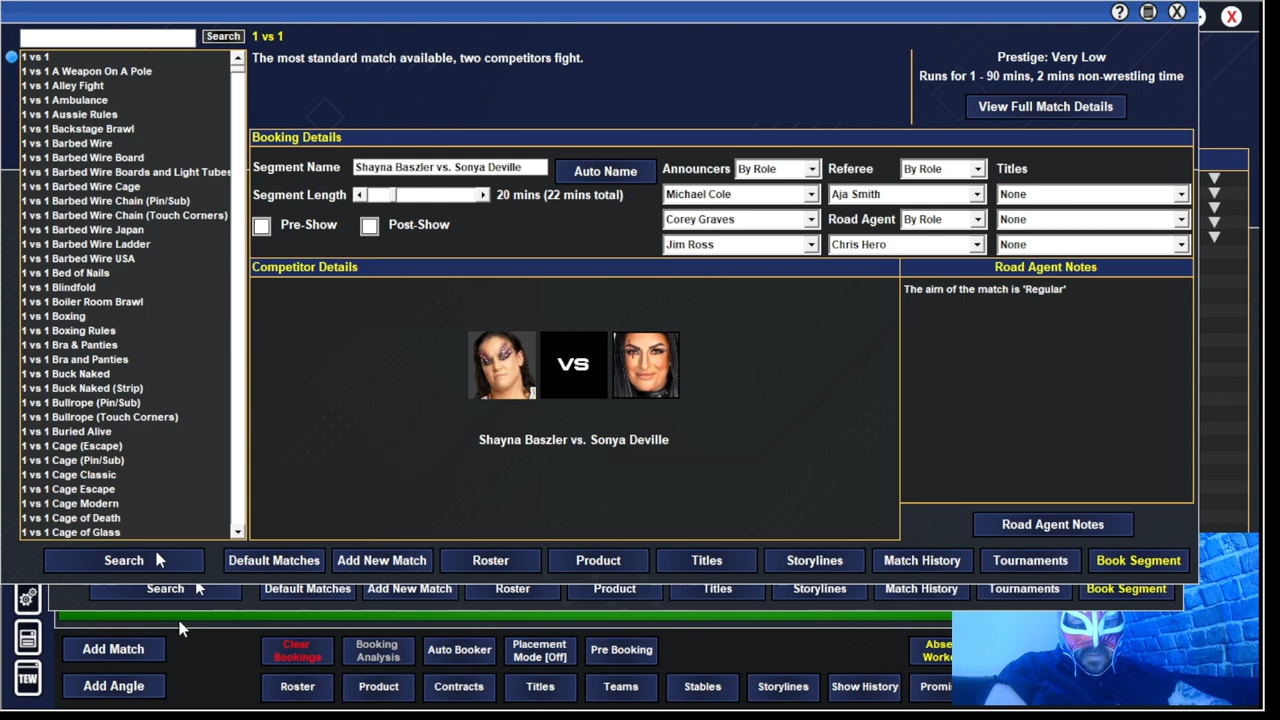 ?
X
X
Search
1 vs 1
1 vs 1
1 vs 1 A Weapon On A Pole
1 vs 1 Alley Fight
1 vs 1 Ambulance
1 vs 1 Aussie Rules
1 vs 1 Backstage Brawl
1 vs 1 Barbed Wire
1 vs 1 Barbed Wire Board
1 vs 1 Barbed Wire Boards and Light Tubes
1 vs 1 Barbed Wire Cage
1 vs 1 Barbed Wire Chain (Pin/Sub)
1 vs 1 Barbed Wire Chain (Touch Corners)
1 vs 1 Barbed Wire Japan
1 vs 1 Barbed Wire Ladder
1 vs 1 Barbed Wire USA
1 vs 1 Bed of Nails
1 vs 1 Blindfold
1 vs 1 Boiler Room Brawl
1 vs 1 Boxing
1 vs 1 Boxing Rules
1 vs 1 Bra & Panties
1 vs 1 Bra and Panties
1 vs 1 Buck Naked
1 vs 1 Buck Naked (Strip)
1 vs 1 Bullrope (Pin/Sub)
1 vs 1 Bullrope (Touch Corners)
1 vs 1 Buried Alive
1 vs 1 Cage (Escape)
1 vs 1 Cage (Pin/Sub)
1 vs 1 Cage Classic
1 vs 1 Cage Escape
1 vs 1 Cage Modern
1 vs 1 Cage of Death
1 vs 1 Cage of Glass
The most standard match available, two competitors fight.
Prestige: Very Low
Runs for 1 - 90 mins, 2 mins non-wrestling time
View Full Match Details
Booking Details
Segment Name Shayna Baszler vs. Sonya Deville Auto Name Announcers By Role Referee By Role Titles
Segment Length 20 mins (22 mins total) Michael Cole Aja Smith None
Pre-Show Post-Show Corey Graves Road Agent By Role None
Jim Ross Chris Hero None
Competitor Details
Road Agent Notes
The aim of the match is 'Regular'
VS
Shayna Baszler vs. Sonya Deville
Road Agent Notes
Search Default Matches Add New Match Roster Product Titles Storylines Match History Tournaments Book Segment
Search Default Matches Add New Match Roster Product Titles Storylines Match History Tournaments Book Segment
Add Match Clear Bookings Booking Analysis Auto Booker Placement Mode [Off] Pre Booking
TEW Add Angle Roster Product Contracts Titles Teams Stables Storylines Show History